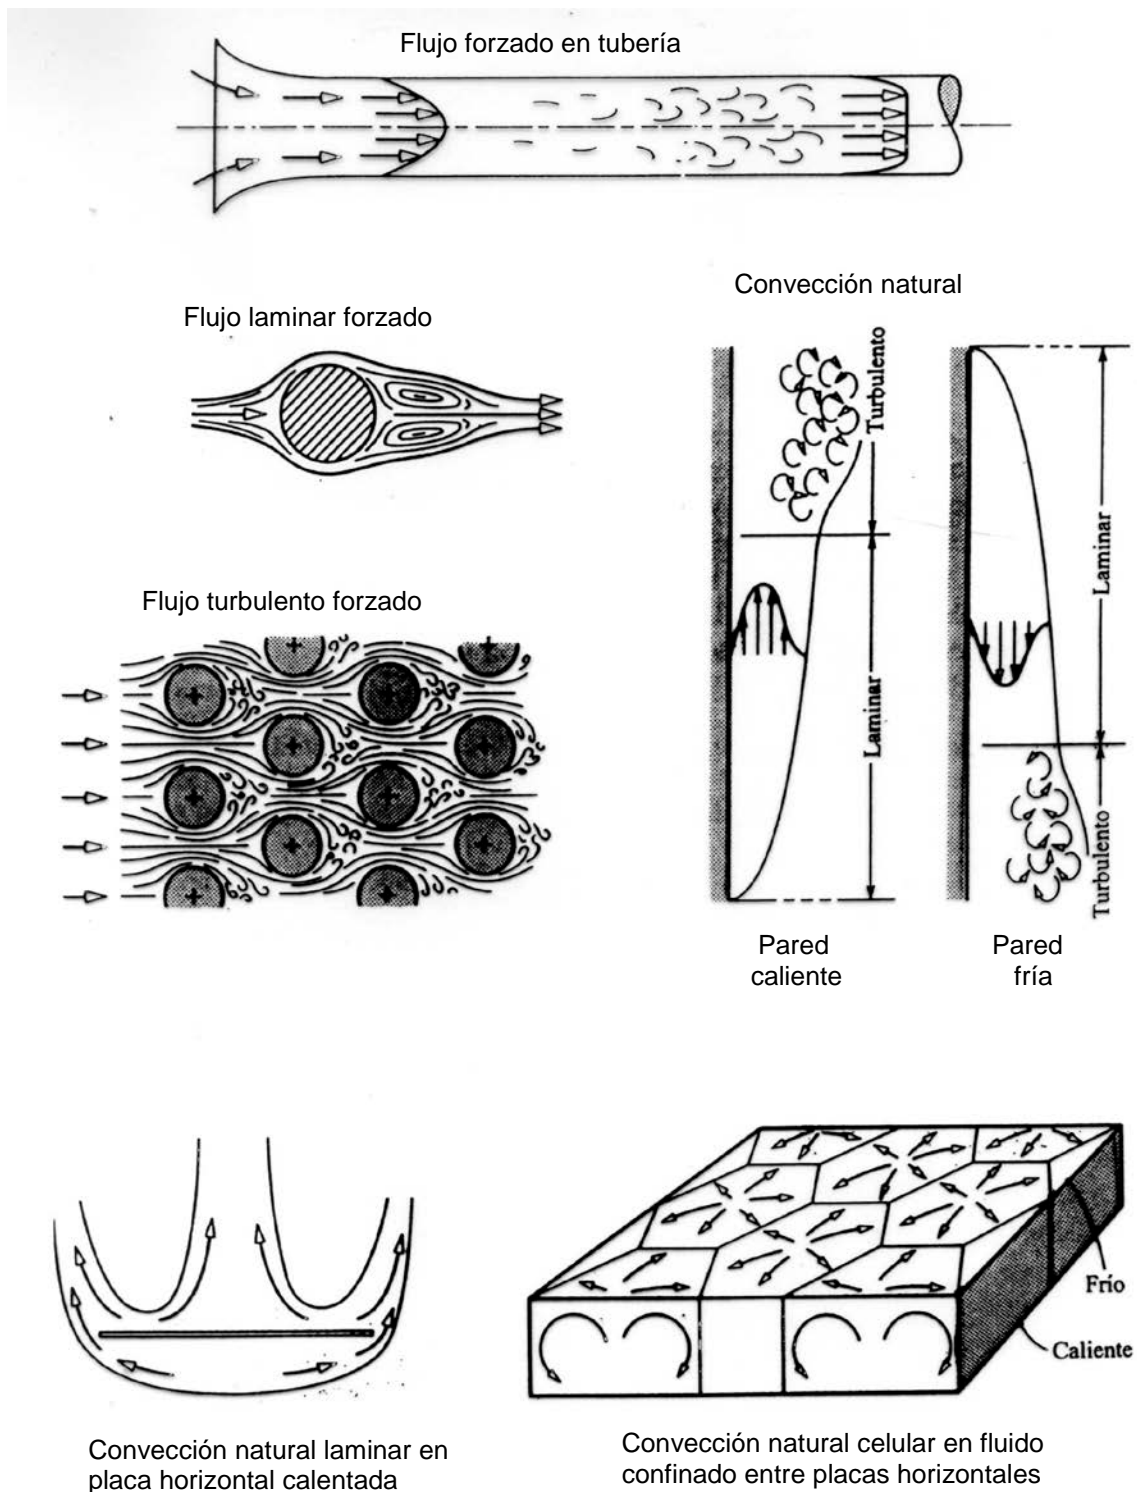 Flujo forzado en tubería
Convección natural
Flujo laminar forzado
Turbulento
Laminar
Laminar
Turbulento
Flujo turbulento forzado
Pared
caliente
Pared
fría
Frío
Caliente
Convección natural laminar en
placa horizontal calentada
Convección natural celular en fluido
confinado entre placas horizontales